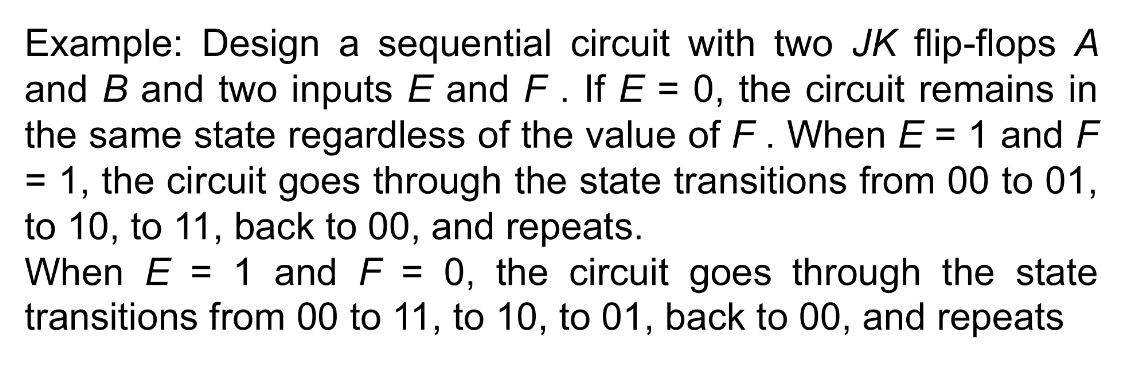 Example: Design a sequential circuit with two JK flip-flops A
and B and two inputs E and F . If E = 0, the circuit remains in
the same state regardless of the value of F . When E = 1 and F
= 1, the circuit goes through the state transitions from 00 to 01,
to 10, to 11, back to 00, and repeats.
When E = 1 and F = 0, the circuit goes through the state
transitions from 00 to 11, to 10, to 01, back to 00, and repeats